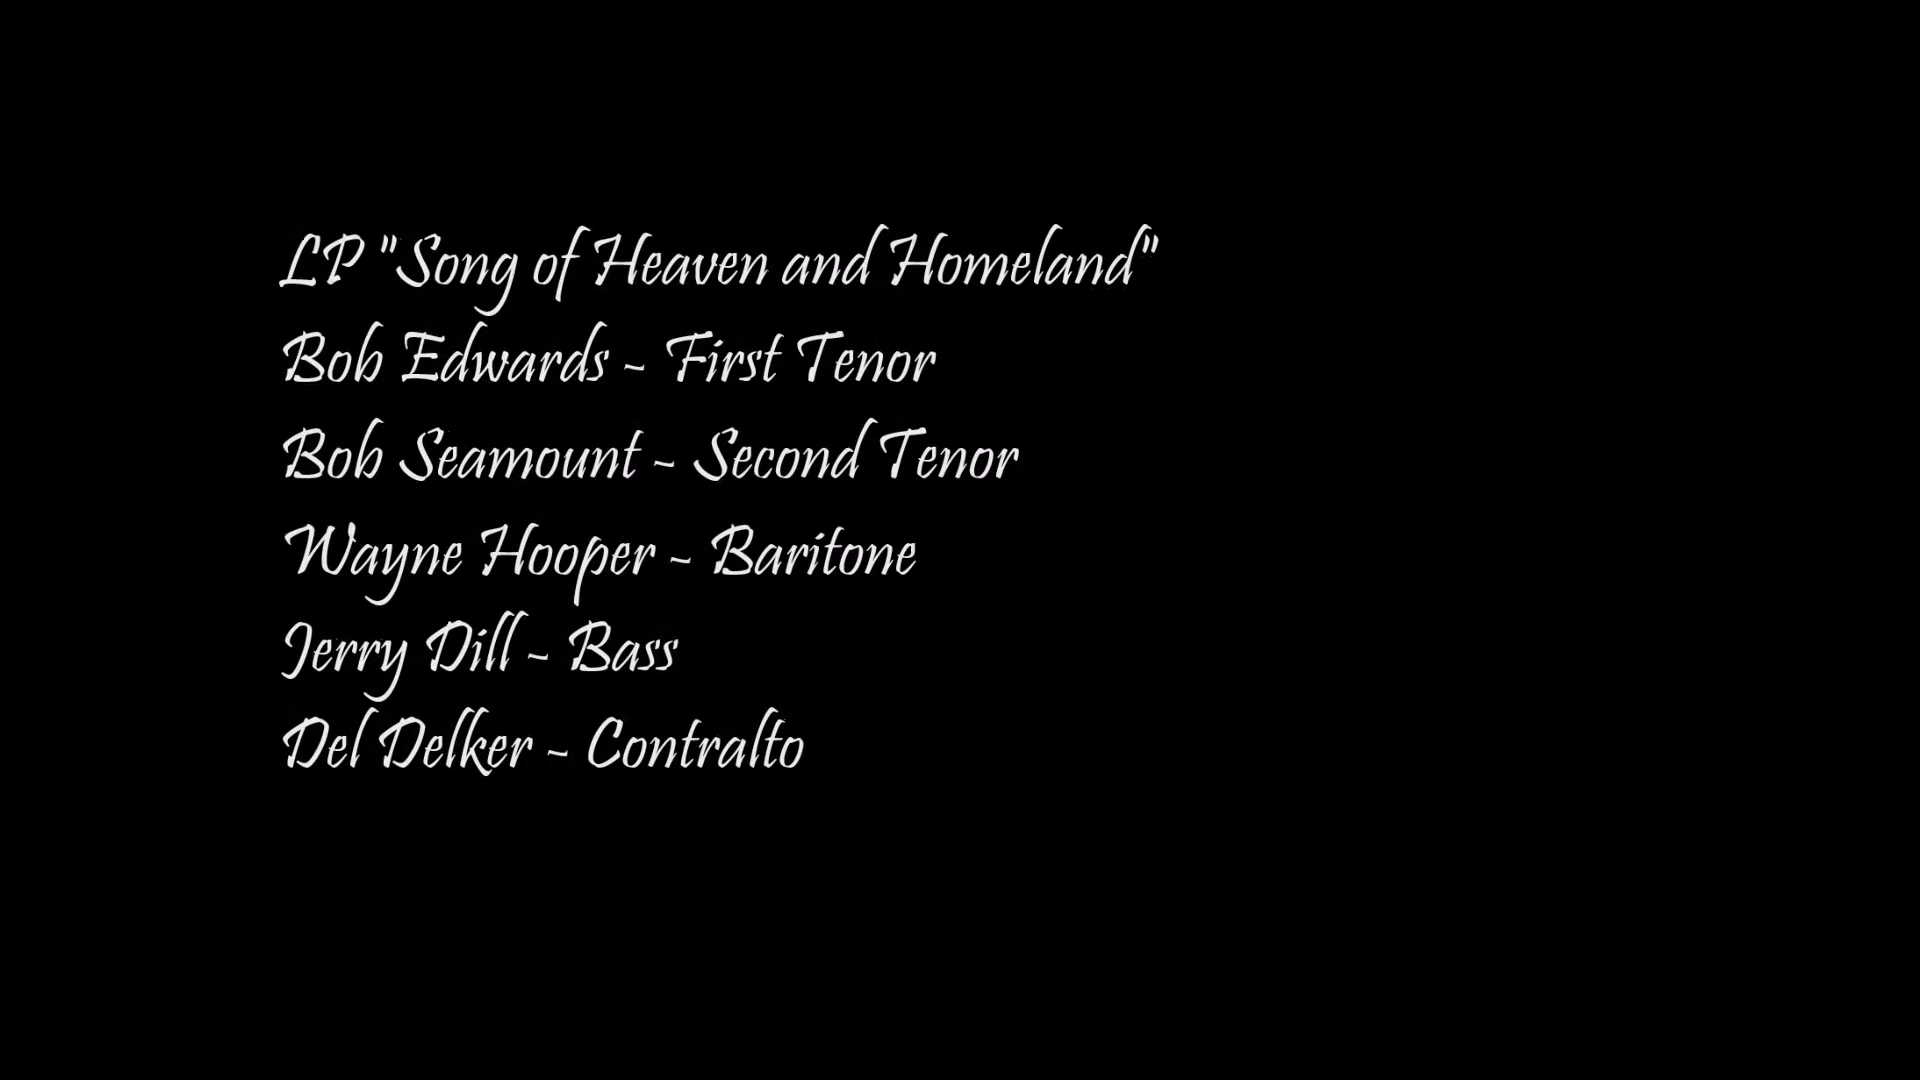 LP "Song of Heaven and Homeland"
Bob Edwards - First Tenor
Bob Seamount - Second Tenor
Wayne Hooper - Baritone
Jerry Dill - Bass
Del Delker - Contralto